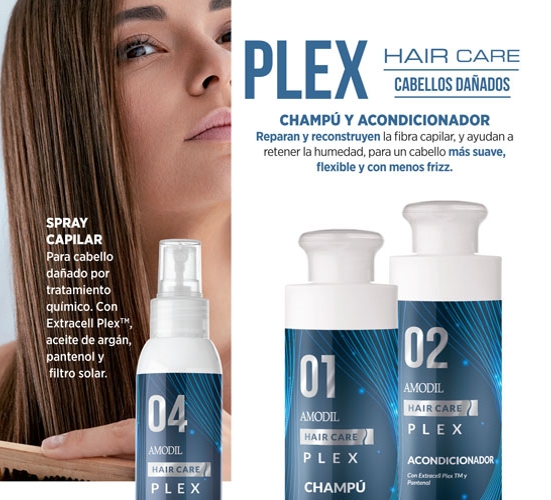 PLEX
HAIR CARE
CABELLOS DAÑADOS
CHAMPÚ Y ACONDICIONADOR
Reparan y reconstruyen la fibra capilar, y ayudan a
retener la humedad, para un cabello más suave,
flexible y con menos frizz.
SPRAY
CAPILAR
Para cabello
dañado por
tratamiento
químico. Con
Extracell Plex™,
aceite de argán,
pantenol y
filtro solar.
04
AMODIL
HAIR CARE
PLEX
01
AMODIL
HAIR CARE
PLEX
CHAMPÚ
02
AMODIL
HAIR CARE
PLEX
ACONDICIONADOR
Con Extracell Plex TM y
Pantenol